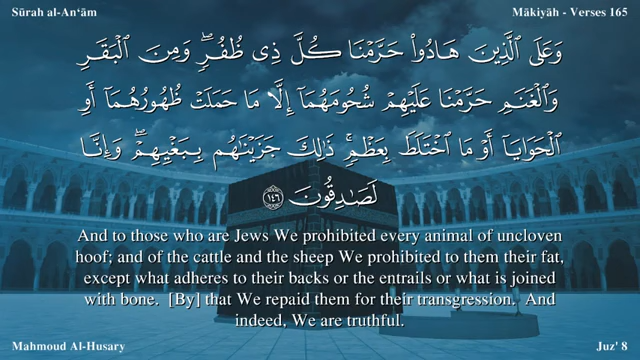 Sūrah al-An‘ām
Mākiyāh - Verses 165
وَعَلَى ٱلَّذِينَ هَادُوا۟ حَرَّمْنَا كُلَّ ذِى ظُفُرٍۢ ۖ وَمِنَ ٱلْبَقَرِ
وَٱلْغَنَمِ حَرَّمْنَا عَلَيْهِمْ شُحُومَهُمَآ إِلَّا مَا حَمَلَتْ ظُهُورُهُمَآ أَوِ
ٱلْحَوَايَآ أَوْ مَا ٱخْتَلَطَ بِعَظْمٍۢ ۚ ذَٰلِكَ جَزَيْنَـٰهُم بِبَغْيِهِمْ ۖ وَإِنَّا
لَصَـٰدِقُونَ ١٤٦
And to those who are Jews We prohibited every animal of uncloven
hoof; and of the cattle and the sheep We prohibited to them their fat,
except what adheres to their backs or the entrails or what is joined
with bone.  [By] that We repaid them for their transgression.  And
indeed, We are truthful.
Mahmoud Al-Husary
Juz' 8